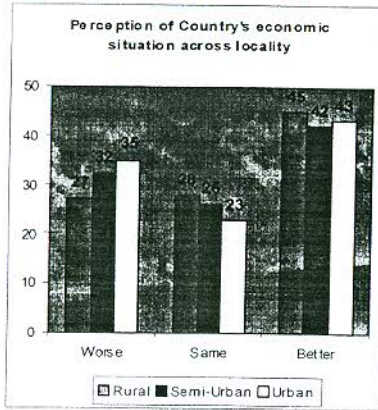 Perception of Country's economic
situation across locality
50
40
30
20
10
0
27
32
35
28
26
23
45
42
43
Worse
Same
Better
Rural
Semi-Urban
Urban